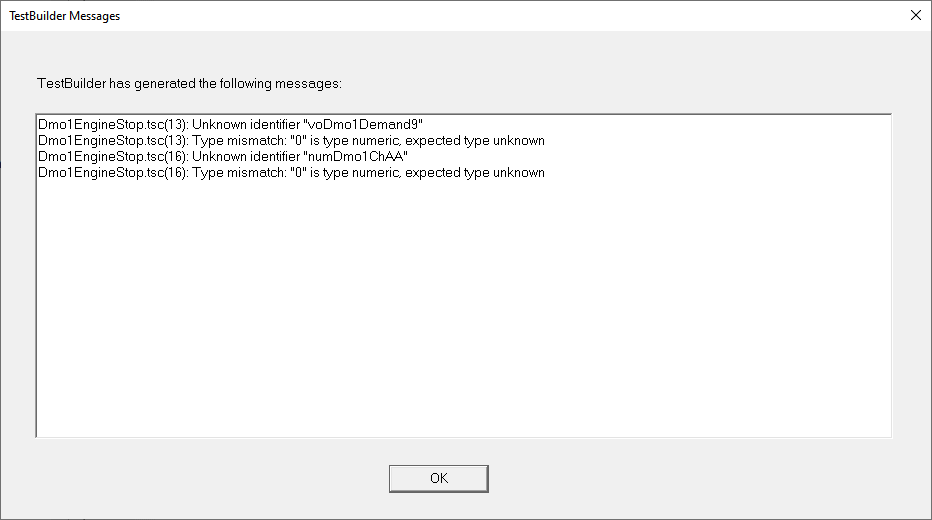 TestBuilder Messages
TestBuilder has generated the following messages:
Dmo1EngineStop.tsc(13): Unknown identifier "voDmo1Demand9"
Dmo1EngineStop.tsc(13): Type mismatch: "0" is type numeric, expected type unknown
Dmo1EngineStop.tsc(16): Unknown identifier "numDmo1ChAA"
Dmo1EngineStop.tsc(16): Type mismatch: "0" is type numeric, expected type unknown
OK